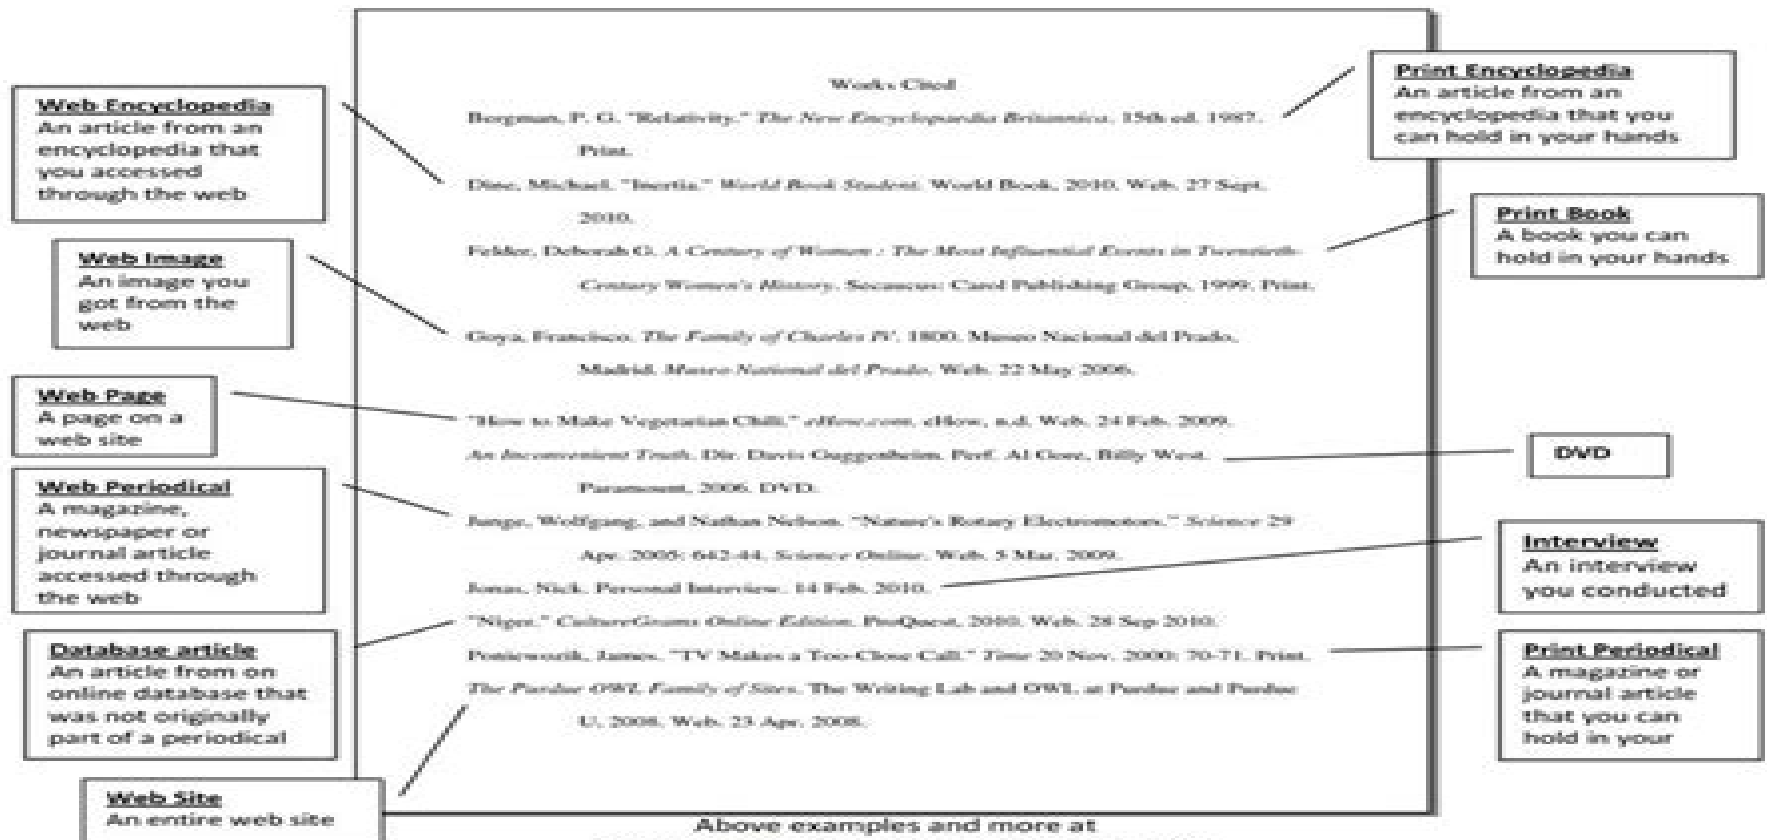 Works Cited
Bergman, P. G. "Relativity." The New Encyclopaedia Britannica. 15th ed. 1987.
Print.
Dine, Michael. "Inertia." World Book Student. World Book, 2010. Web. 27 Sept.
2010.
Felder, Deborah G. A Century of Women : The Most Influential Events in Twentieth-
Century Women's History. Secaucus: Carol Publishing Group, 1999. Print.
Goya, Francisco. The Family of Charles IV. 1800. Museo Nacional del Prado,
Madrid. Museo National del Prado. Web. 22 May 2006.
"How to Make Vegetarian Chili." eHow.com. eHow, n.d. Web. 24 Feb. 2009.
An Inconvenient Truth. Dir. Davis Guggenheim. Perf. Al Gore, Billy West.
Paramount, 2006. DVD.
Junge, Wolfgang, and Nathan Nelson. "Nature's Rotary Electromotors." Science 29
Apr. 2005: 642-44. Science Online. Web. 5 Mar. 2009.
Jonas, Nick. Personal Interview. 14 Feb. 2010.
"Niger." CultureGrams Online Edition. ProQuest, 2010. Web. 28 Sep 2010.
Poniewozik, James. "TV Makes a Too-Close Call." Time 20 Nov. 2000: 70-71. Print.
The Purdue OWL Family of Sites. The Writing Lab and OWL at Purdue and Purdue
U, 2008. Web. 23 Apr. 2008.
Web Encyclopedia
An article from an
encyclopedia that
you accessed
through the web
Web Image
An image you
got from the
web
Web Page
A page on a
web site
Web Periodical
A magazine,
newspaper or
journal article
accessed through
the web
Database article
An article from on
online database that
was not originally
part of a periodical
Web Site
An entire web site
Print Encyclopedia
An article from an
encyclopedia that you
can hold in your hands
Print Book
A book you can
hold in your hands
DVD
Interview
An interview
you conducted
Print Periodical
A magazine or
journal article
that you can
hold in your
Above examples and more at